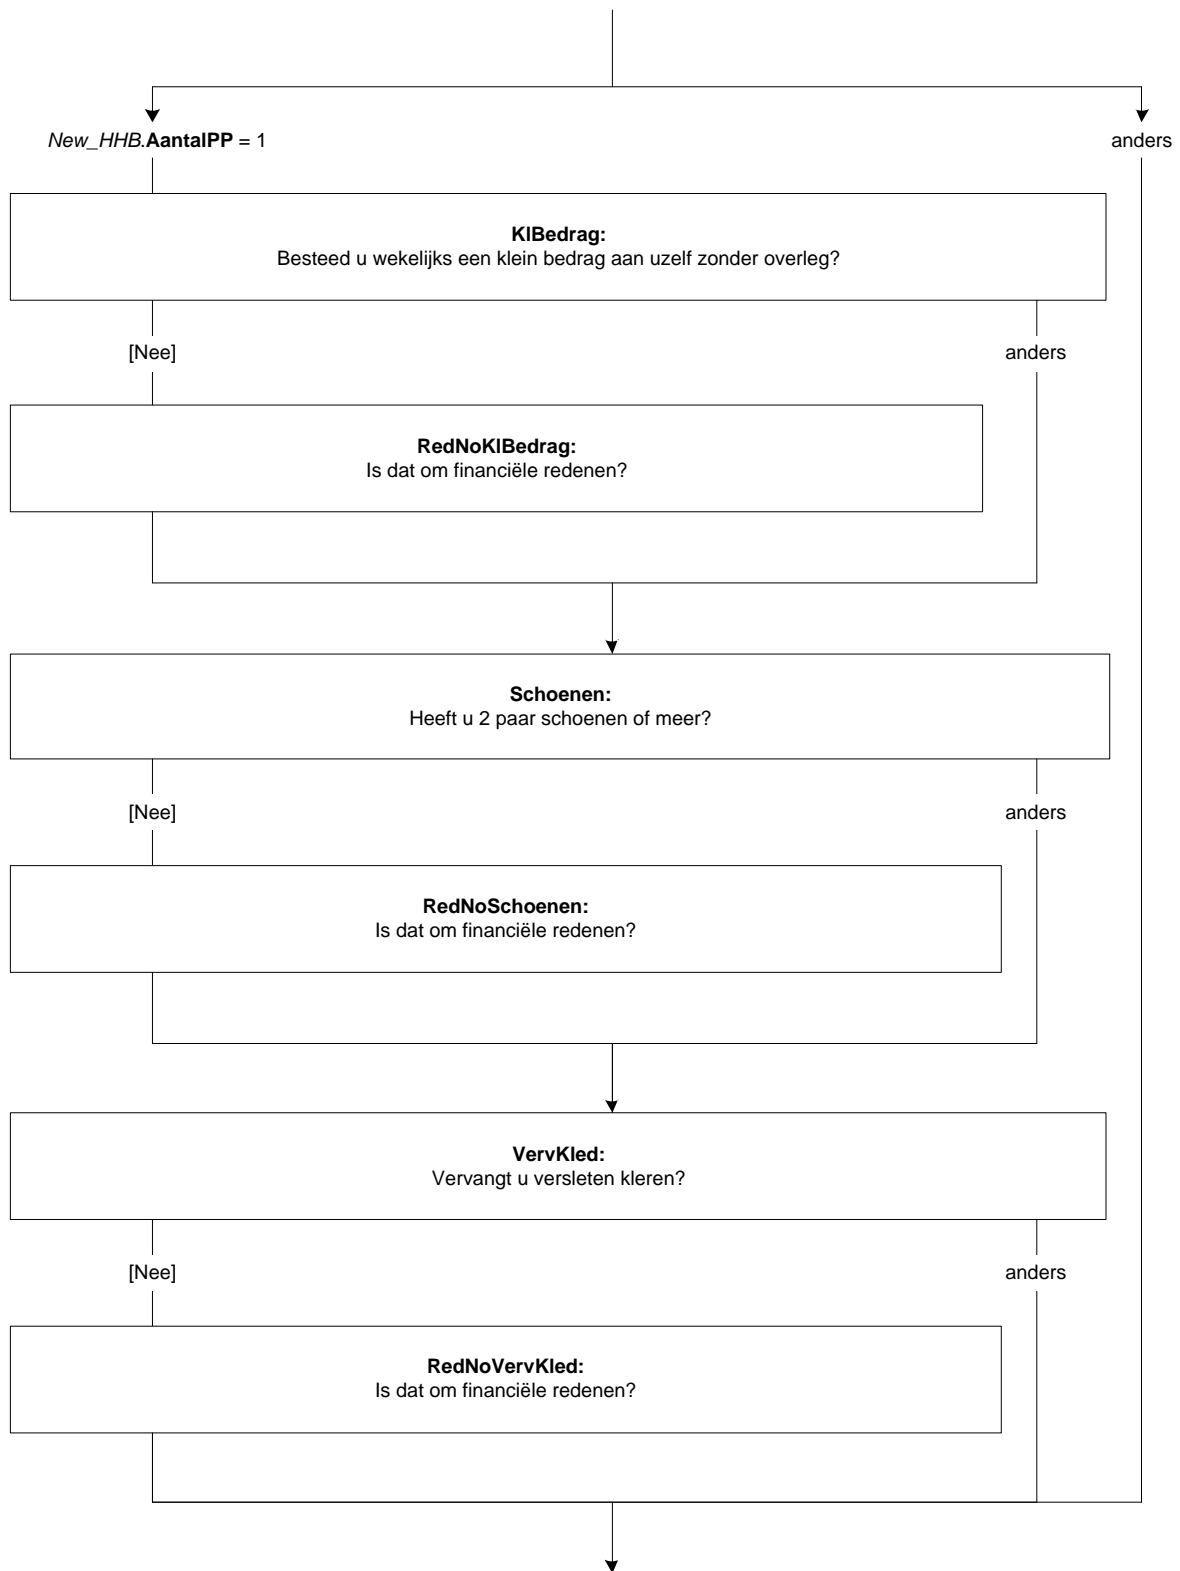 New_HHB.AantalPP = 1
anders
KlBedrag:
Besteed u wekelijks een klein bedrag aan uzelf zonder overleg?
[Nee]
anders
RedNoKlBedrag:
Is dat om financiële redenen?
Schoenen:
Heeft u 2 paar schoenen of meer?
[Nee]
anders
RedNoSchoenen:
Is dat om financiële redenen?
VervKled:
Vervangt u versleten kleren?
[Nee]
anders
RedNoVervKled:
Is dat om financiële redenen?